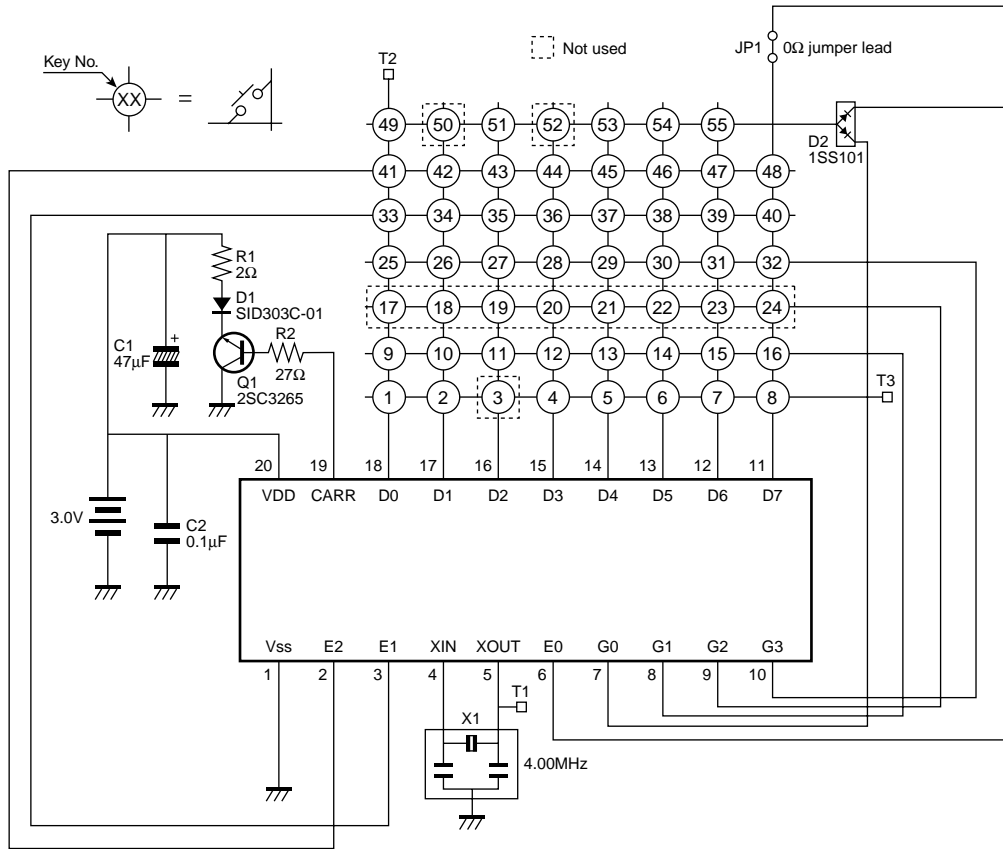 JP1 0Ω jumper lead
Not used
T2
Key No.
XX =
49 50 51 52 53 54 55
D2
1SS101
41 42 43 44 45 46 47 48
33 34 35 36 37 38 39 40
R1
2Ω
25 26 27 28 29 30 31 32
D1
SID303C-01
17 18 19 20 21 22 23 24
R2
C1 +
47µF
27Ω
9 10 11 12 13 14 15 16
Q1
2SC3265
T3
1 2 3 4 5 6 7 8
20 19 18 17 16 15 14 13 12 11
VDD CARR D0 D1 D2 D3 D4 D5 D6 D7
3.0V
C2
0.1µF
Vss E2 E1 XIN XOUT E0 G0 G1 G2 G3
1 2 3 4 5 6 7 8 9 10
T1
X1
4.00MHz